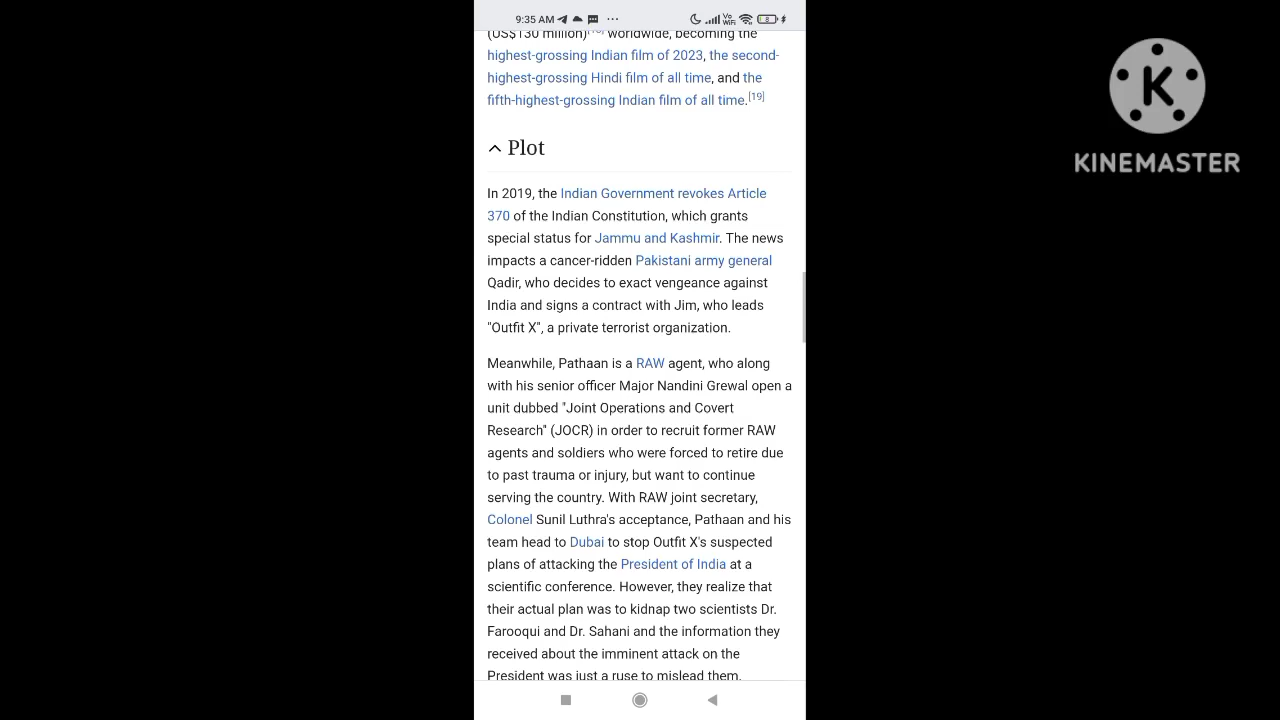 9:35 AM
Vo
WiFi
8
(US$130 million)[18] worldwide, becoming the
highest-grossing Indian film of 2023, the second-
highest-grossing Hindi film of all time, and the
fifth-highest-grossing Indian film of all time.[19]
Plot
In 2019, the Indian Government revokes Article
370 of the Indian Constitution, which grants
special status for Jammu and Kashmir. The news
impacts a cancer-ridden Pakistani army general
Qadir, who decides to exact vengeance against
India and signs a contract with Jim, who leads
"Outfit X", a private terrorist organization.
Meanwhile, Pathaan is a RAW agent, who along
with his senior officer Major Nandini Grewal open a
unit dubbed "Joint Operations and Covert
Research" (JOCR) in order to recruit former RAW
agents and soldiers who were forced to retire due
to past trauma or injury, but want to continue
serving the country. With RAW joint secretary,
Colonel Sunil Luthra's acceptance, Pathaan and his
team head to Dubai to stop Outfit X's suspected
plans of attacking the President of India at a
scientific conference. However, they realize that
their actual plan was to kidnap two scientists Dr.
Farooqui and Dr. Sahani and the information they
received about the imminent attack on the
President was just a ruse to mislead them.
K
KINEMASTER